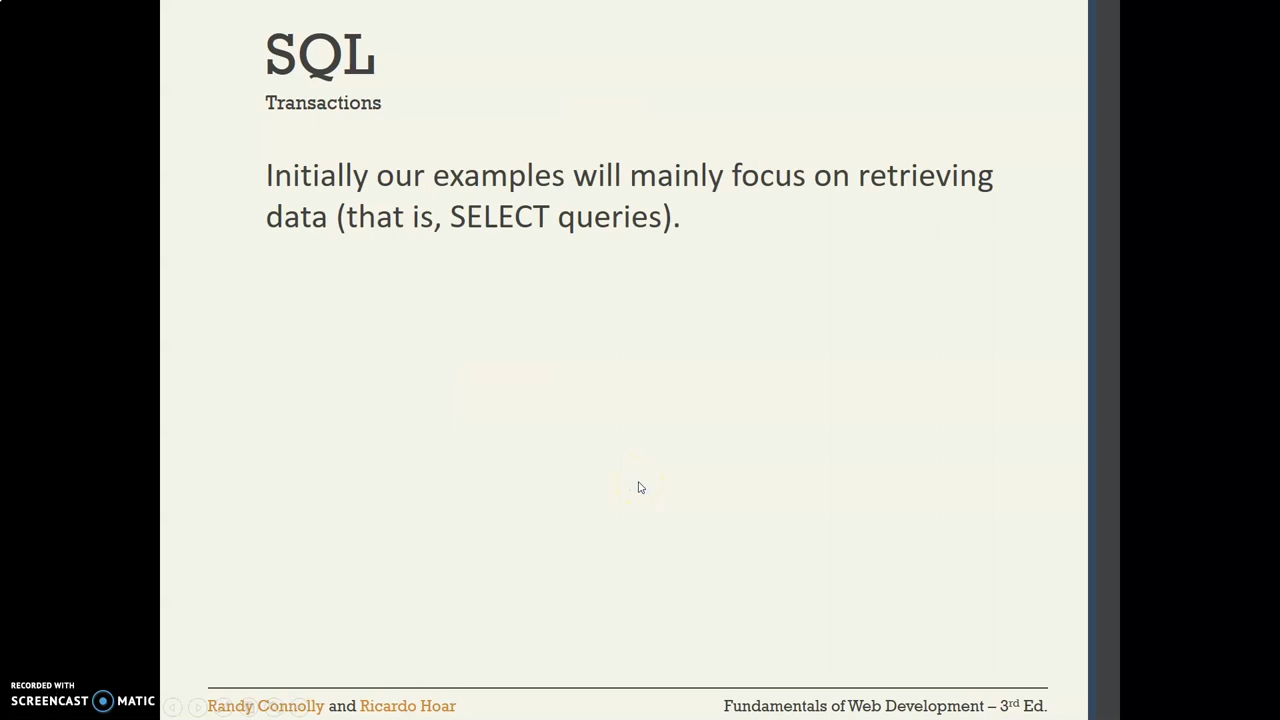 SQL
Transactions
Initially our examples will mainly focus on retrieving
data (that is, SELECT queries).
RECORDED WITH
SCREENCAST MATIC
Randy Connolly and Ricardo Hoar
Fundamentals of Web Development – 3rd Ed.